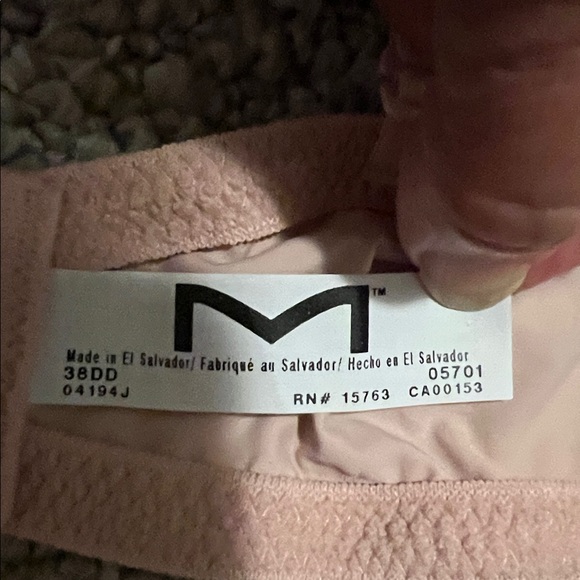 M™
Made in El Salvador/ Fabriqué au Salvador/ Hecho en El Salvador
38DD 05701
04194J RN# 15763 CA00153